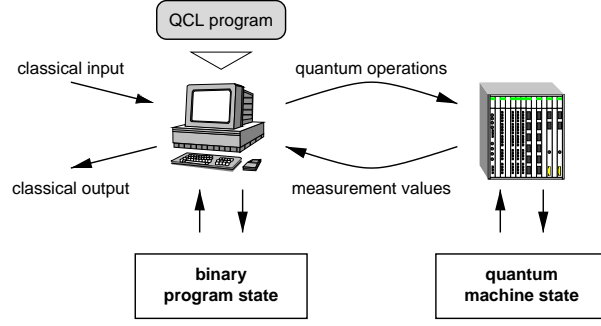 QCL program
classical input
quantum operations
classical output
measurement values
binary
program state
quantum
machine state